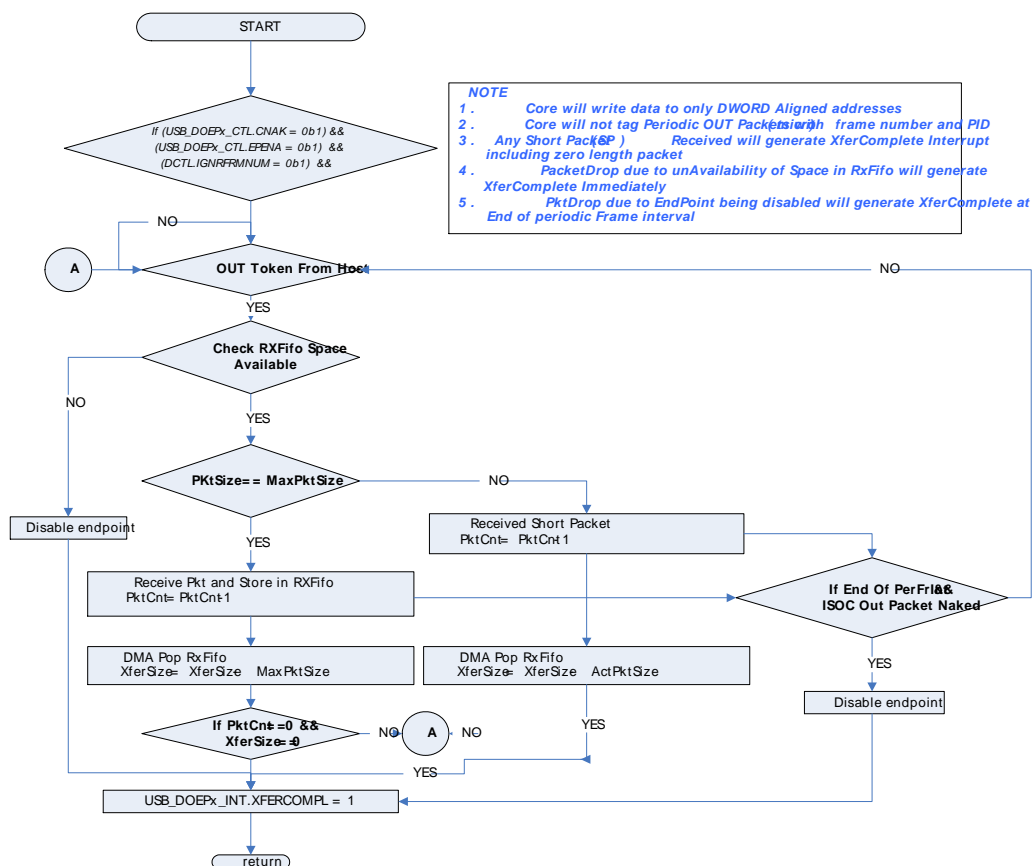 START
If (USB_DOEPx_CTL.CNAK = 0b1) &&
(USB_DOEPx_CTL.EPENA = 0b1) &&
(DCTL.IGNRFRMNUM = 0b1) &&
NOTE
1 . Core will write data to only DWORD Aligned addresses
2 . Core will not tag Periodic OUT Packets with frame number and PID
3 . Any Short Packet (SP ) Received will generate XferComplete Interrupt
including zero length packet
4 . PacketDrop due to unAvailability of Space in RxFifo will generate
XferComplete Immediately
5 . PktDrop due to EndPoint being disabled will generate XferComplete at
End of periodic Frame interval
NO
A
OUT Token From Host
NO
YES
Check RXFifo Space
Available
NO
YES
PKtSize== MaxPktSize
NO
Disable endpoint
YES
Received Short Packet
PktCnt= PktCnt-1
Receive Pkt and Store in RXFifo
PktCnt= PktCnt-1
If End Of PerFrInt &&
ISOC Out Packet Naked
DMA Pop RxFifo
XferSize= XferSize MaxPktSize
DMA Pop RxFifo
XferSize= XferSize ActPktSize
YES
Disable endpoint
If PktCnt==0 &&
XferSize==0
NO
A
NO
YES
YES
USB_DOEPx_INT.XFERCOMPL = 1
return